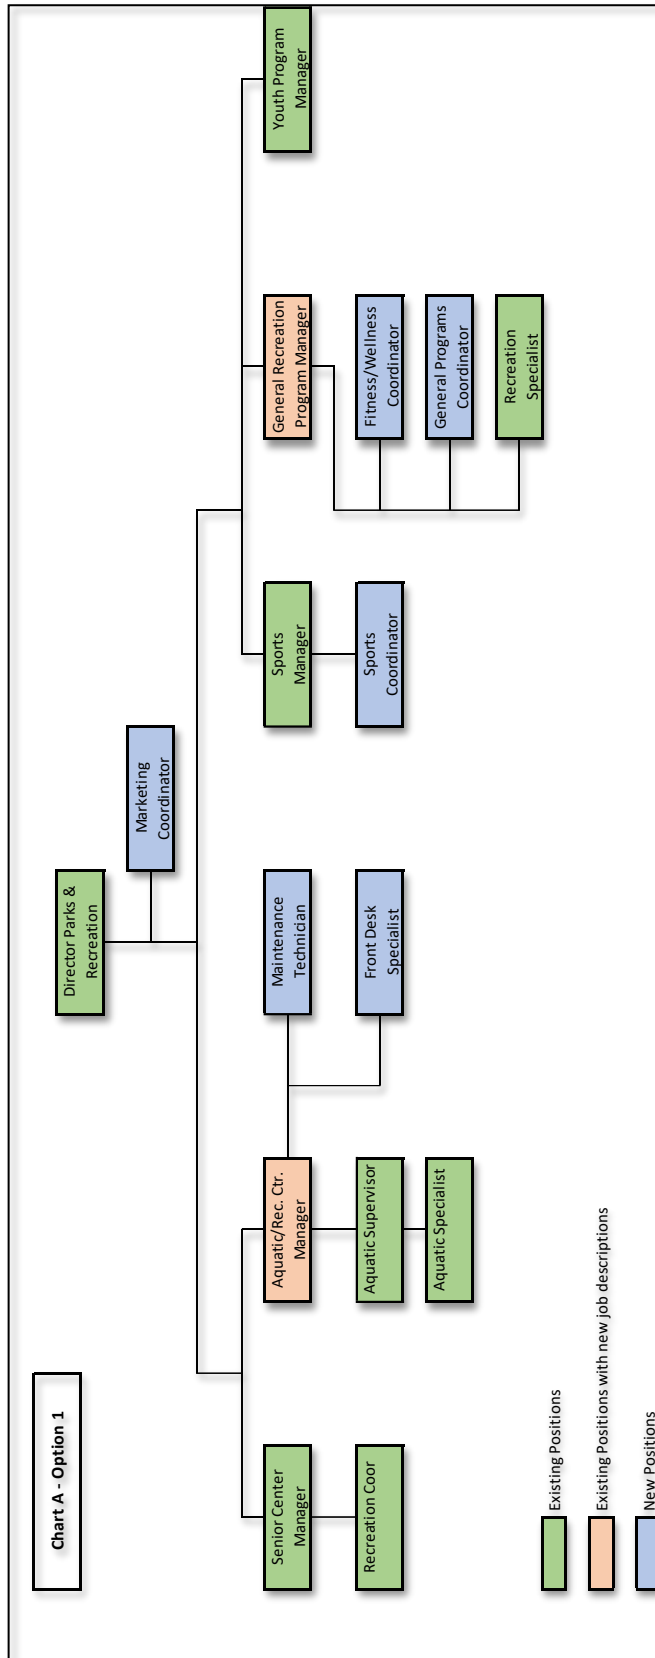 Chart A - Option 1
Director Parks &
Recreation
Marketing
Coordinator
Senior Center
Manager
Aquatic/Rec. Ctr.
Manager
Maintenance
Technician
Sports
Manager
General Recreation
Program Manager
Youth Program
Manager
Recreation Coor
Aquatic Supervisor
Front Desk
Specialist
Sports
Coordinator
Fitness/Wellness
Coordinator
Aquatic Specialist
General Programs
Coordinator
Recreation
Specialist
Existing Positions
Existing Positions with new job descriptions
New Positions